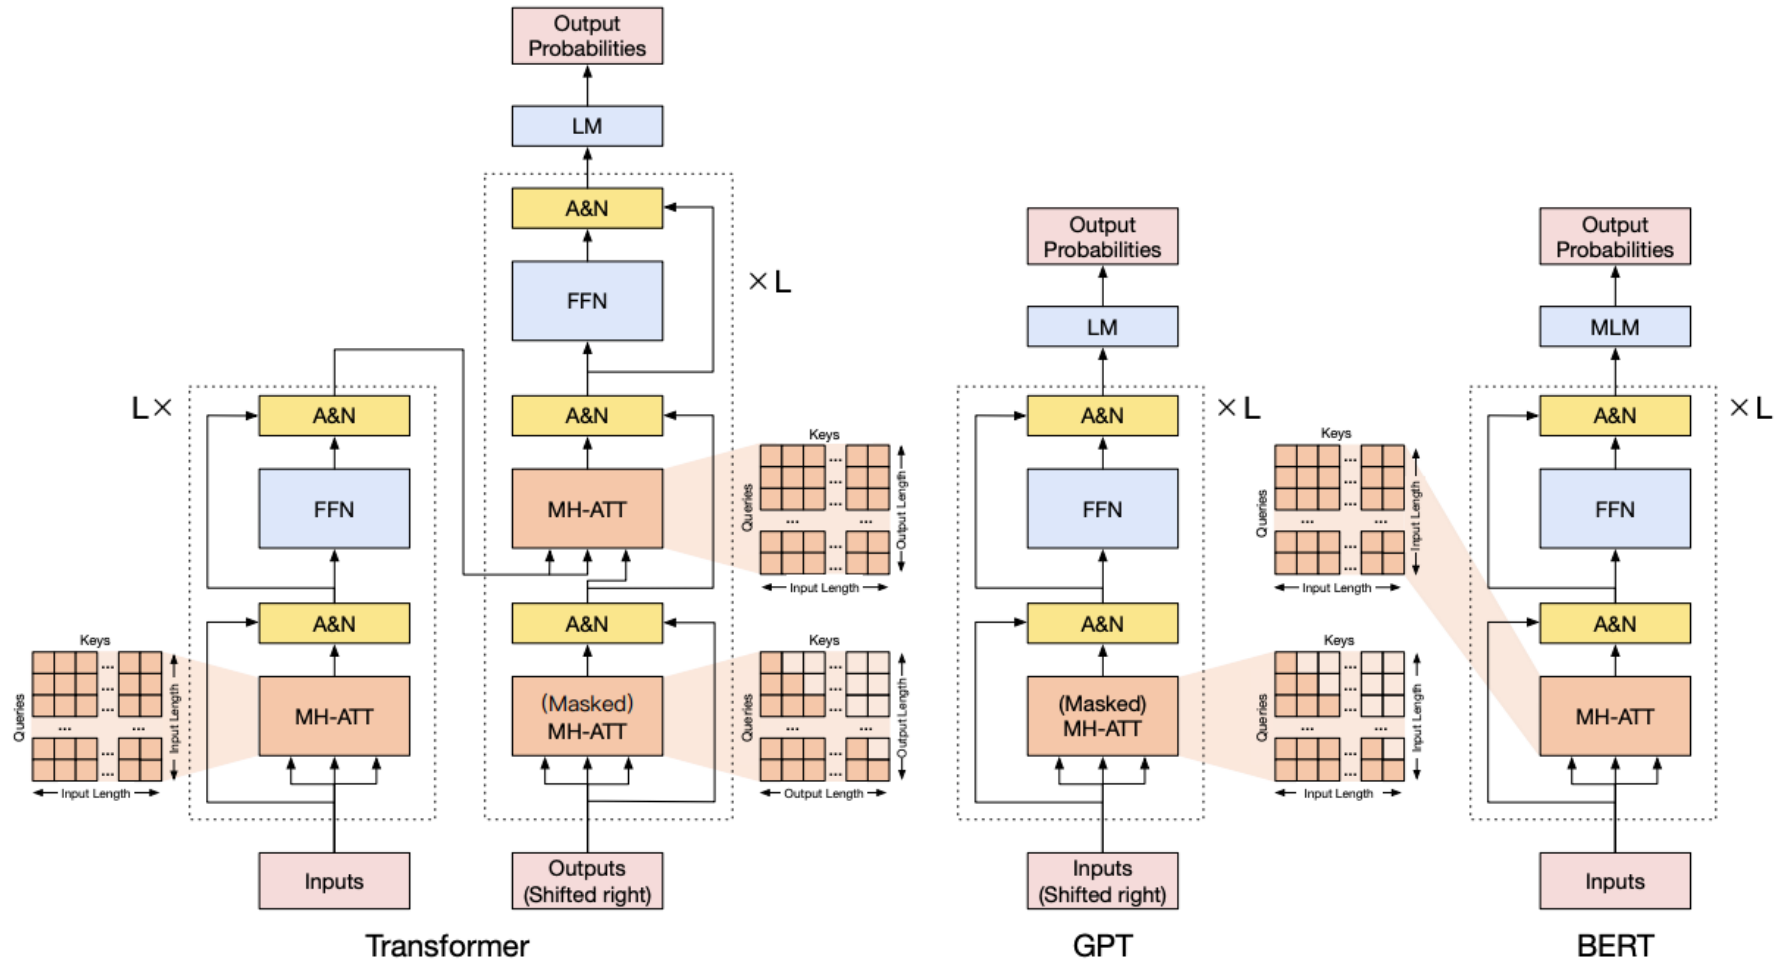 Output
Probabilities
LM
A&N
FFN
× L
A&N
MH-ATT
Keys
Queries
...
...
...
... ...
...
Output Length
Input Length
A&N
(Masked)
MH-ATT
Keys
Queries
...
...
...
... ...
...
Output Length
Output Length
Outputs
(Shifted right)
L ×
A&N
FFN
A&N
MH-ATT
Keys
Queries
...
...
...
... ...
...
Input Length
Input Length
Inputs
Transformer
Output
Probabilities
LM
× L
A&N
FFN
A&N
(Masked)
MH-ATT
Keys
Queries
...
...
...
... ...
...
Input Length
Input Length
Inputs
(Shifted right)
GPT
Output
Probabilities
MLM
× L
A&N
FFN
A&N
MH-ATT
Keys
Queries
...
...
...
... ...
...
Input Length
Input Length
Inputs
BERT